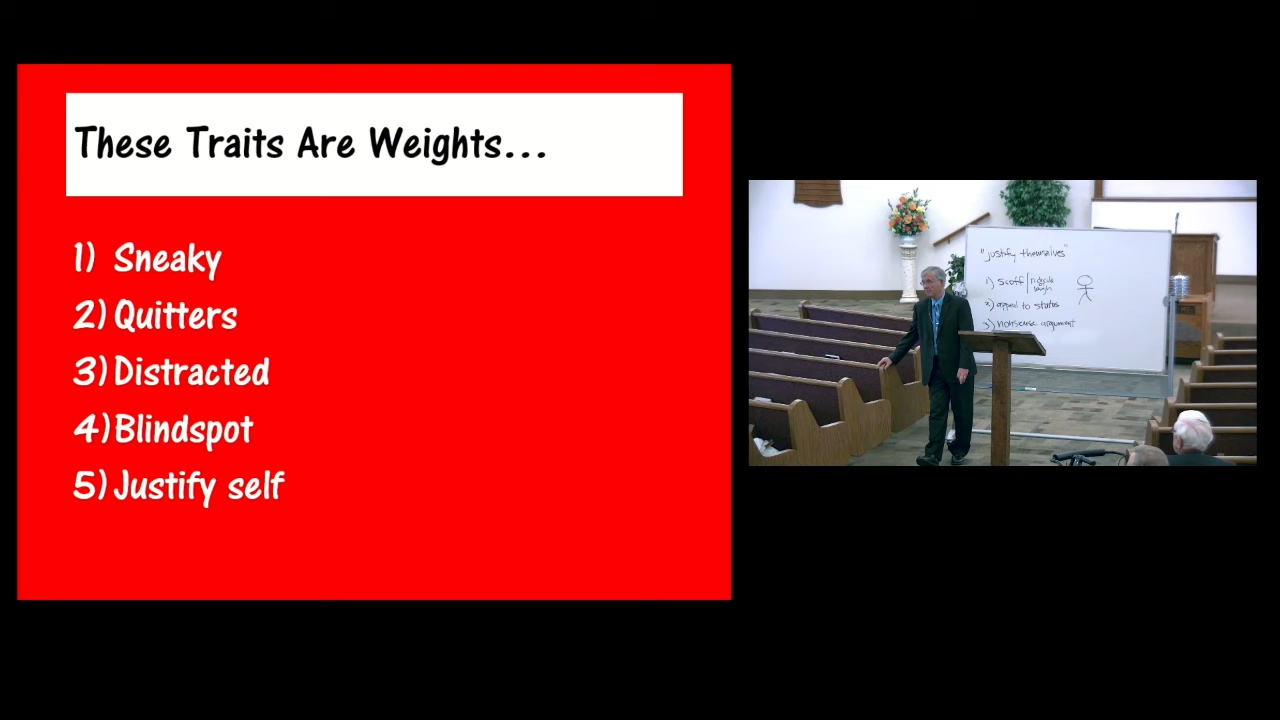 These Traits Are Weights...
1) Sneaky
2) Quitters
3) Distracted
4) Blindspot
5) Justify self
"justify themselves"
1) scoff/ridicule
laugh
2) appeal to status
3) nonsense argument